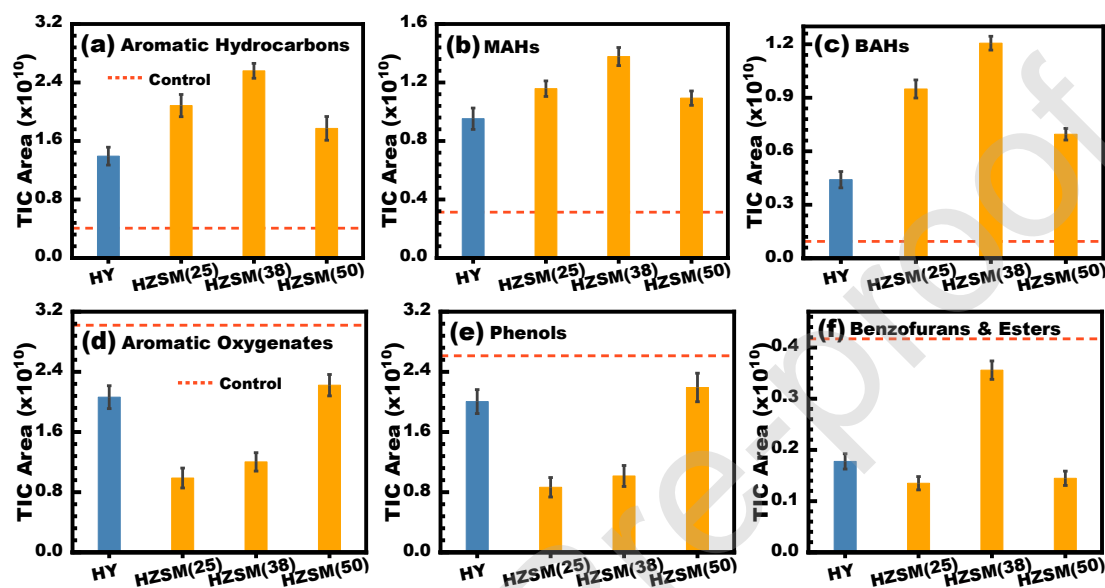 (a) Aromatic Hydrocarbons
Control
TIC Area (x10¹⁰)
3.2
2.4
1.6
0.8
0.0
HY
HZSM(25)
HZSM(38)
HZSM(50)
(b) MAHs
TIC Area (x10¹⁰)
1.6
1.2
0.8
0.4
0.0
HY
HZSM(25)
HZSM(38)
HZSM(50)
(c) BAHs
TIC Area (x10¹⁰)
1.2
0.9
0.6
0.3
0.0
HY
HZSM(25)
HZSM(38)
HZSM(50)
(d) Aromatic Oxygenates
Control
TIC Area (x10¹⁰)
3.2
2.4
1.6
0.8
0.0
HY
HZSM(25)
HZSM(38)
HZSM(50)
(e) Phenols
TIC Area (x10¹⁰)
3.2
2.4
1.6
0.8
0.0
HY
HZSM(25)
HZSM(38)
HZSM(50)
(f) Benzofurans & Esters
TIC Area (x10¹⁰)
0.4
0.3
0.2
0.1
0.0
HY
HZSM(25)
HZSM(38)
HZSM(50)
re-proof